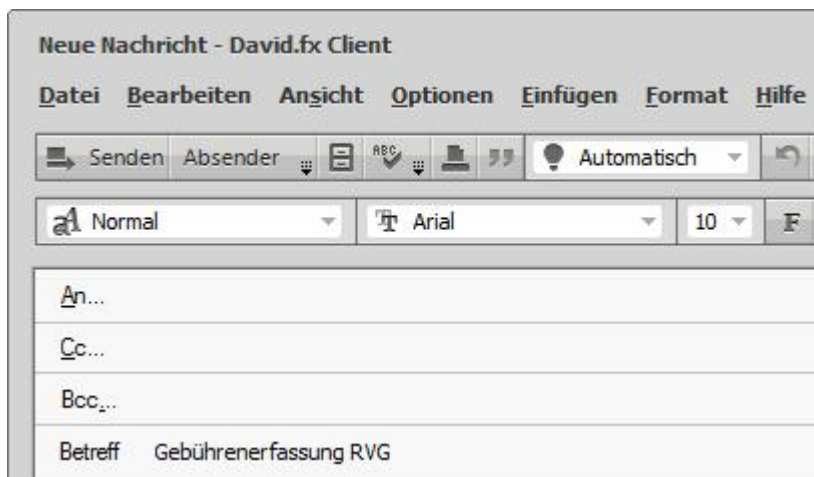 Neue Nachricht - David.fx Client
Datei Bearbeiten Ansicht Optionen Einfügen Format Hilfe
Senden Absender ABC Automatisch
Normal Arial 10 F
An...
Cc...
Bcc...
Betreff Gebührenerfassung RVG